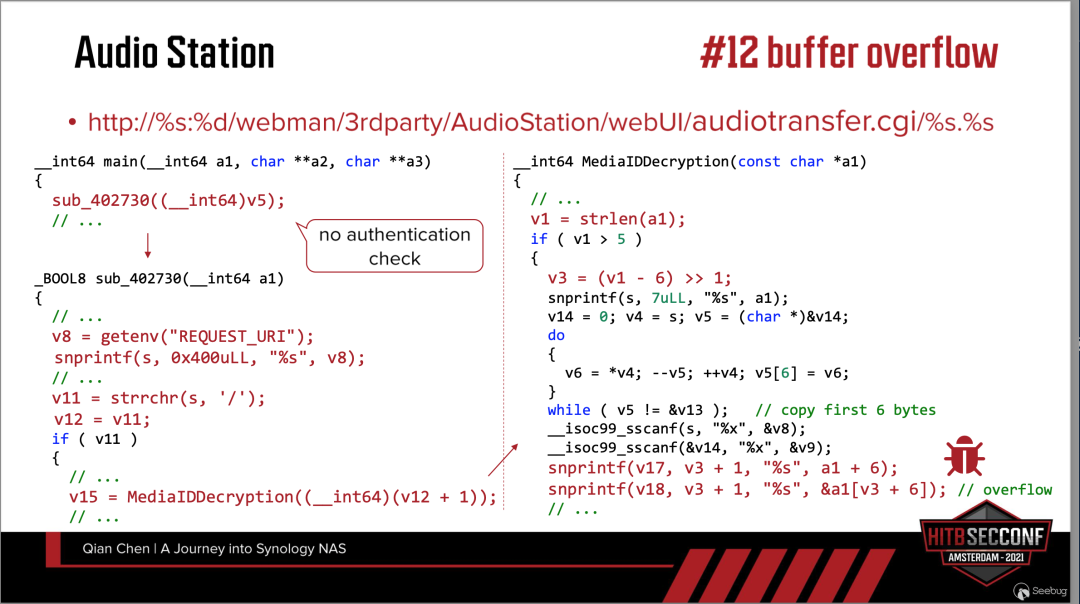 Audio Station
#12 buffer overflow
• http://%s:%d/webman/3rdparty/AudioStation/webUI/audiotransfer.cgi/%s.%s
__int64 main(__int64 a1, char **a2, char **a3)
{
sub_402730((__int64)v5);
// ...
no authentication
check
_BOOL8 sub_402730(__int64 a1)
{
// ...
v8 = getenv("REQUEST_URI");
snprintf(s, 0x400uLL, "%s", v8);
// ...
v11 = strrchr(s, '/');
v12 = v11;
if ( v11 )
{
// ...
v15 = MediaIDDecryption((__int64)(v12 + 1));
// ...
__int64 MediaIDDecryption(const char *a1)
{
// ...
v1 = strlen(a1);
if ( v1 > 5 )
{
v3 = (v1 - 6) >> 1;
snprintf(s, 7uLL, "%s", a1);
v14 = 0; v4 = s; v5 = (char *)&v14;
do
{
v6 = *v4; --v5; ++v4; v5[6] = v6;
}
while ( v5 != &v13 ); // copy first 6 bytes
__isoc99_sscanf(s, "%x", &v8);
__isoc99_sscanf(&v14, "%x", &v9);
snprintf(v17, v3 + 1, "%s", a1 + 6);
snprintf(v18, v3 + 1, "%s", &a1[v3 + 6]); // overflow
// ...
Qian Chen | A Journey into Synology NAS
HITBSECCONF
AMSTERDAM - 2021
Seebug